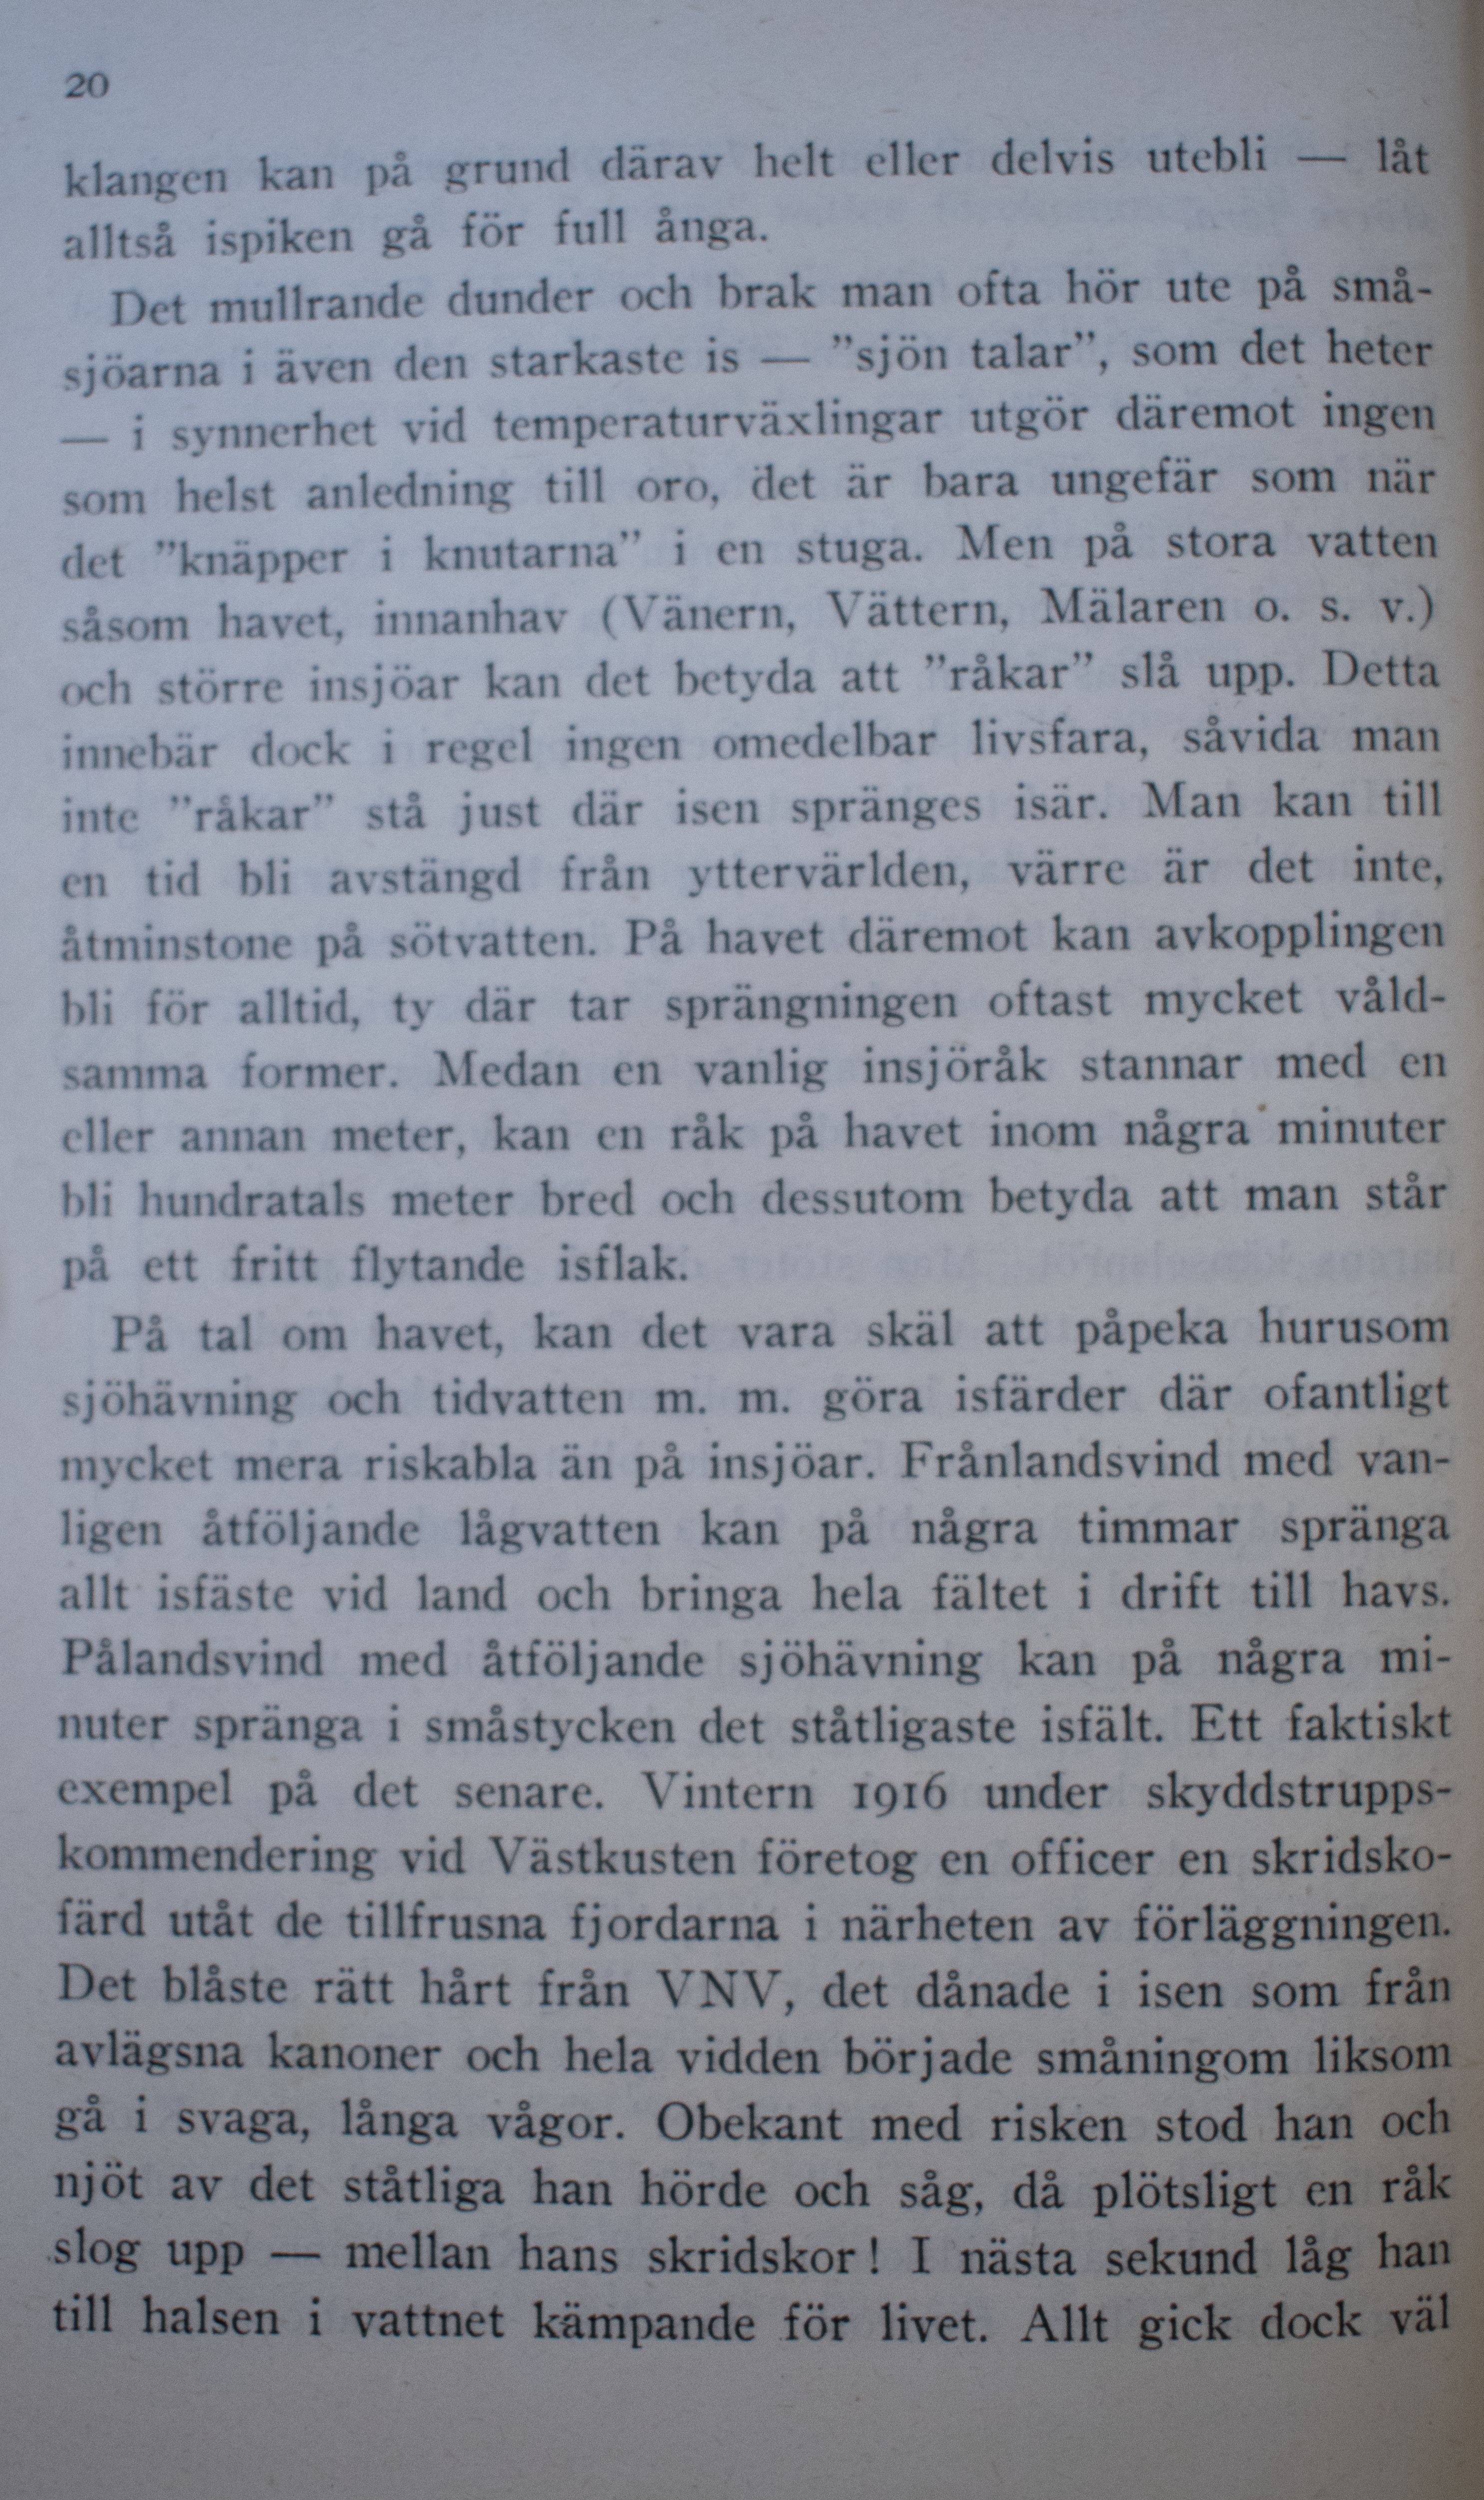 20
klangen kan på grund därav helt eller delvis utebli — låt
alltså ispiken gå för full ånga.
Det mullrande dunder och brak man ofta hör ute på små-
sjöarna i även den starkaste is — ”sjön talar”, som det heter
— i synnerhet vid temperaturväxlingar utgör däremot ingen
som helst anledning till oro, det är bara ungefär som när
det ”knäpper i knutarna” i en stuga. Men på stora vatten
såsom havet, innanhav (Vänern, Vättern, Mälaren o. s. v.)
och större insjöar kan det betyda att ”råkar” slå upp. Detta
innebär dock i regel ingen omedelbar livsfara, såvida man
inte ”råkar” stå just där isen spränges isär. Man kan till
en tid bli avstängd från yttervärlden, värre är det inte,
åtminstone på sötvatten. På havet däremot kan avkopplingen
bli för alltid, ty där tar sprängningen oftast mycket våld-
samma former. Medan en vanlig insjöråk stannar med en
eller annan meter, kan en råk på havet inom några minuter
bli hundratals meter bred och dessutom betyda att man står
på ett fritt flytande isflak.
På tal om havet, kan det vara skäl att påpeka hurusom
sjöhävning och tidvatten m. m. göra isfärder där ofantligt
mycket mera riskabla än på insjöar. Frånlandsvind med van-
ligen åtföljande lågvatten kan på några timmar spränga
allt isfäste vid land och bringa hela fältet i drift till havs.
Pålandsvind med åtföljande sjöhävning kan på några mi-
nuter spränga i småstycken det ståtligaste isfält. Ett faktiskt
exempel på det senare. Vintern 1916 under skyddstrupps-
kommendering vid Västkusten företog en officer en skridsko-
färd utåt de tillfrusna fjordarna i närheten av förläggningen.
Det blåste rätt hårt från VNV, det dånade i isen som från
avlägsna kanoner och hela vidden började småningom liksom
gå i svaga, långa vågor. Obekant med risken stod han och
njöt av det ståtliga han hörde och såg, då plötsligt en råk
slog upp — mellan hans skridskor! I nästa sekund låg han
till halsen i vattnet kämpande för livet. Allt gick dock väl